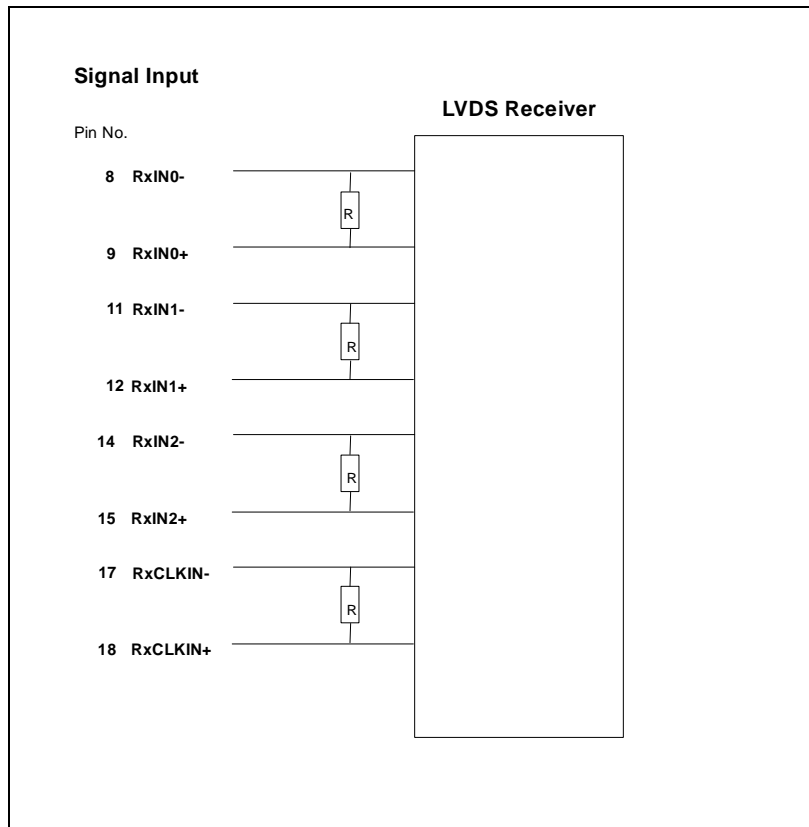 Signal Input
LVDS Receiver
Pin No.
8 RxIN0-
R
9 RxIN0+
11 RxIN1-
R
12 RxIN1+
14 RxIN2-
R
15 RxIN2+
17 RxCLKIN-
R
18 RxCLKIN+